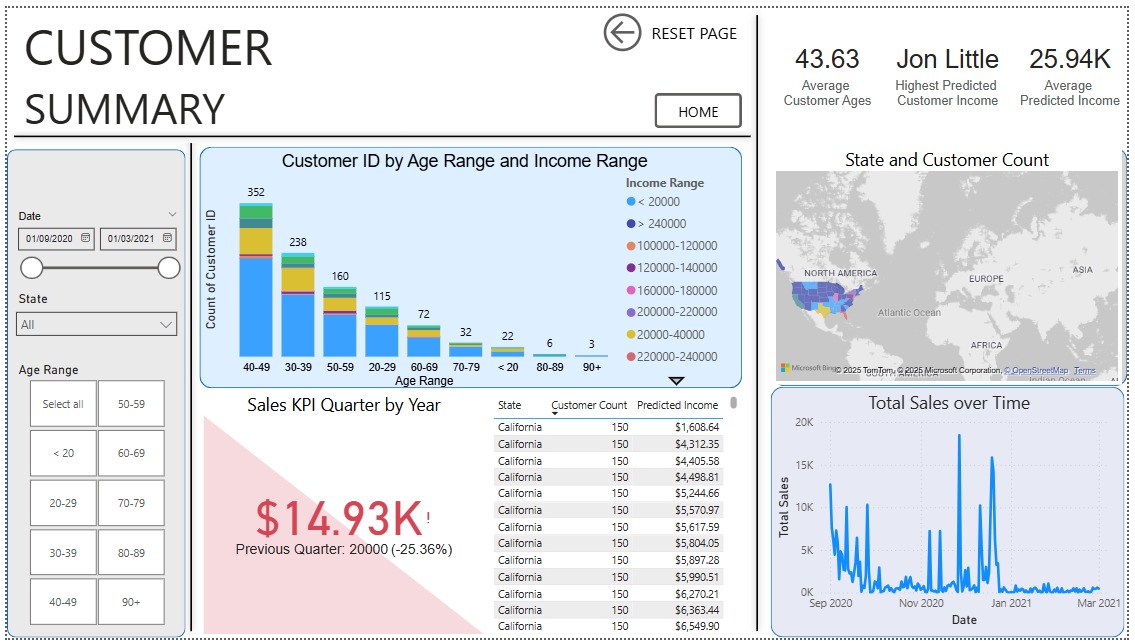 CUSTOMER
SUMMARY
RESET PAGE
HOME
43.63
Average
Customer Ages
Jon Little
Highest Predicted
Customer Income
25.94K
Average
Predicted Income
Date
01/09/2020
01/03/2021
State
All
Age Range
Select all
50-59
< 20
60-69
20-29
70-79
30-39
80-89
40-49
90+
Customer ID by Age Range and Income Range
Count of Customer ID
352
238
160
115
72
32
22
6
3
40-49
30-39
50-59
20-29
60-69
70-79
< 20
80-89
90+
Age Range
Income Range
< 20000
> 240000
100000-120000
120000-140000
160000-180000
200000-220000
20000-40000
220000-240000
State and Customer Count
NORTH AMERICA
EUROPE
ASIA
Atlantic Ocean
AFRICA
SOUTH AMERICA
Indian Ocean
Microsoft Bing
© 2025 TomTom, © 2025 Microsoft Corporation, © OpenStreetMap Terms
Sales KPI Quarter by Year
$14.93K!
Previous Quarter: 20000 (-25.36%)
State Customer Count Predicted Income
California 150 $1,608.64
California 150 $4,312.35
California 150 $4,405.58
California 150 $4,498.81
California 150 $5,244.66
California 150 $5,570.97
California 150 $5,617.59
California 150 $5,804.05
California 150 $5,897.28
California 150 $5,990.51
California 150 $6,270.21
California 150 $6,363.44
California 150 $6,549.90
Total Sales over Time
Total Sales
20K
15K
10K
5K
0K
Sep 2020
Nov 2020
Jan 2021
Mar 2021
Date